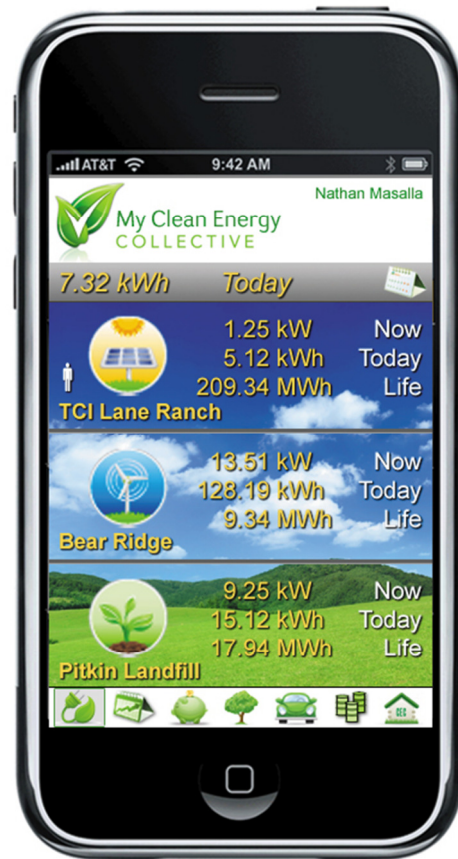 AT&T 9:42 AM
Nathan Masalla
My Clean Energy
COLLECTIVE
7.32 kWh Today
1.25 kW Now
5.12 kWh Today
209.34 MWh Life
TCI Lane Ranch
13.51 kW Now
128.19 kWh Today
9.34 MWh Life
Bear Ridge
9.25 kW Now
15.12 kWh Today
17.94 MWh Life
Pitkin Landfill
CEC